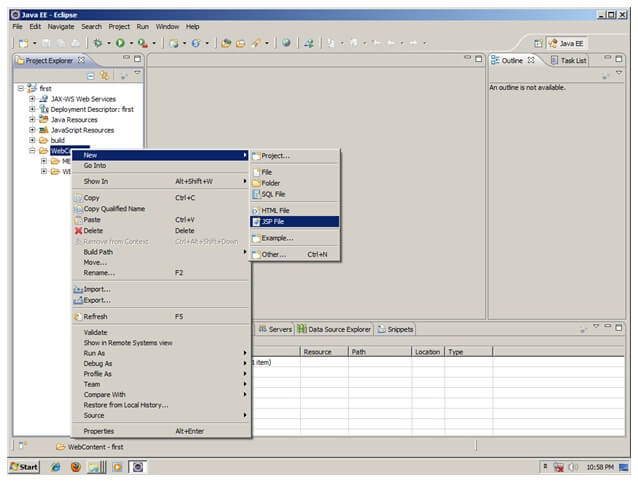 Java EE - Eclipse
File Edit Navigate Search Project Run Window Help
Java EE
Project Explorer
Outline
Task List
An outline is not available.
first
JAX-WS Web Services
Deployment Descriptor: first
Java Resources
JavaScript Resources
build
WebCo
ME
WE
New
Go Into
Show In Alt+Shift+W
Copy Ctrl+C
Copy Qualified Name
Paste Ctrl+V
Delete Delete
Remove from Context Ctrl+Alt+Shift+Down
Build Path
Move...
Rename... F2
Import...
Export...
Refresh F5
Validate
Show in Remote Systems view
Run As
Debug As
Profile As
Team
Compare With
Restore from Local History...
Source
Properties Alt+Enter
Project...
File
Folder
SQL File
HTML File
JSP File
Example...
Other... Ctrl+N
Servers
Data Source Explorer
Snippets
Resource Path Location Type
1 item)
WebContent - first
Start
10:58 PM